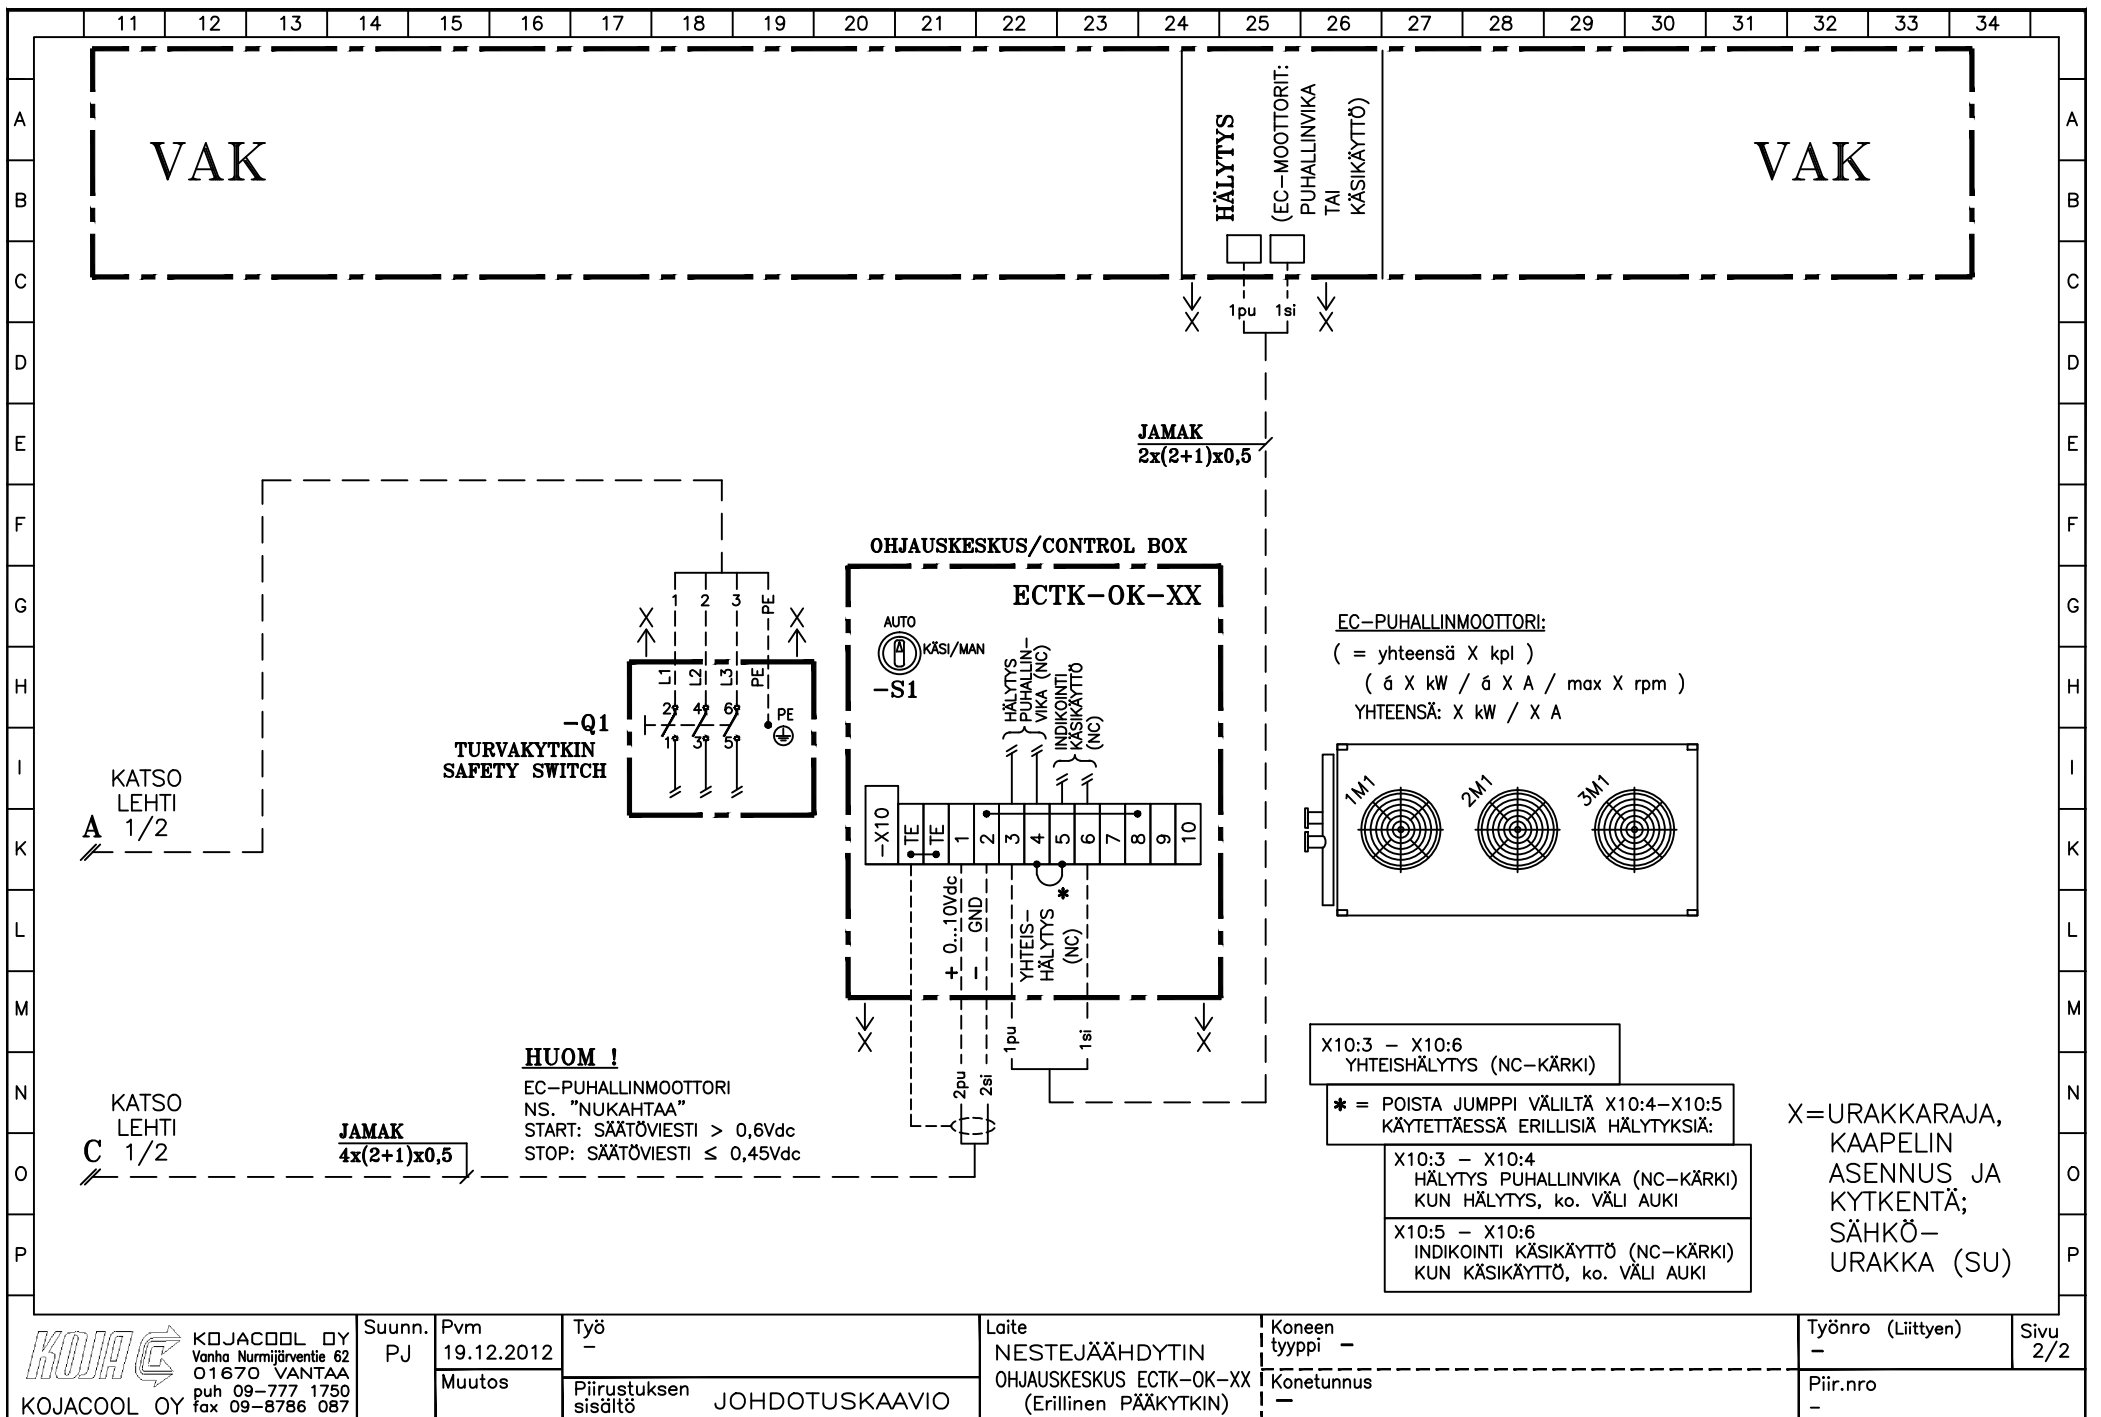 11 12 13 14 15 16 17 18 19 20 21 22 23 24 25 26 27 28 29 30 31 32 33 34
A A
B B
C C
D D
E E
F F
G G
H H
I I
K K
L L
M M
N N
O O
P P
VAK
VAK
HÄLYTYS
(EC-MOOTTORIT:
PUHALLINVIKA
TAI
KÄSIKÄYTTÖ)
X 1pu 1si X
JAMAK
2x(2+1)x0,5
OHJAUSKESKUS/CONTROL BOX
ECTK-OK-XX
AUTO
KÄSI/MAN
-S1
HÄLYTYS
PUHALLIN-
VIKA (NC)
INDIKOINTI
KÄSIKÄYTTÖ
(NC)
-X10 TE TE 1 2 3 4 5 6 7 8 9 10
*
+ 0...10Vdc
- GND
YHTEIS-
HÄLYTYS
(NC)
X X
1pu 1si
2pu 2si
X 1 2 3 PE X
L1 L2 L3 PE
2 4 6 PE
1 3 5
-Q1
TURVAKYTKIN
SAFETY SWITCH
KATSO
LEHTI
A 1/2
KATSO
LEHTI
C 1/2
JAMAK
4x(2+1)x0,5
HUOM !
EC-PUHALLINMOOTTORI
NS. "NUKAHTAA"
START: SÄÄTÖVIESTI > 0,6Vdc
STOP: SÄÄTÖVIESTI ≤ 0,45Vdc
EC-PUHALLINMOOTTORI:
( = yhteensä X kpl )
( á X kW / á X A / max X rpm )
YHTEENSÄ: X kW / X A
1M1 2M1 3M1
X10:3 - X10:6
YHTEISHÄLYTYS (NC-KÄRKI)
* = POISTA JUMPPI VÄLILTÄ X10:4-X10:5
KÄYTETTÄESSÄ ERILLISIÄ HÄLYTYKSIÄ:
X10:3 - X10:4
HÄLYTYS PUHALLINVIKA (NC-KÄRKI)
KUN HÄLYTYS, ko. VÄLI AUKI
X10:5 - X10:6
INDIKOINTI KÄSIKÄYTTÖ (NC-KÄRKI)
KUN KÄSIKÄYTTÖ, ko. VÄLI AUKI
X=URAKKARAJA,
KAAPELIN
ASENNUS JA
KYTKENTÄ;
SÄHKÖ-
URAKKA (SU)
KOJA
KOJACOOL OY
KOJACOOL OY
Vanha Nurmijärventie 62
01670 VANTAA
puh 09-777 1750
fax 09-8786 087
Suunn.
PJ
Pvm
19.12.2012
Muutos
Työ
-
Piirustuksen
sisältö JOHDOTUSKAAVIO
Laite
NESTEJÄÄHDYTIN
OHJAUSKESKUS ECTK-OK-XX
(Erillinen PÄÄKYTKIN)
Koneen
tyyppi -
Konetunnus
-
Työnro (Liittyen)
-
Sivu
2/2
Piir.nro
-